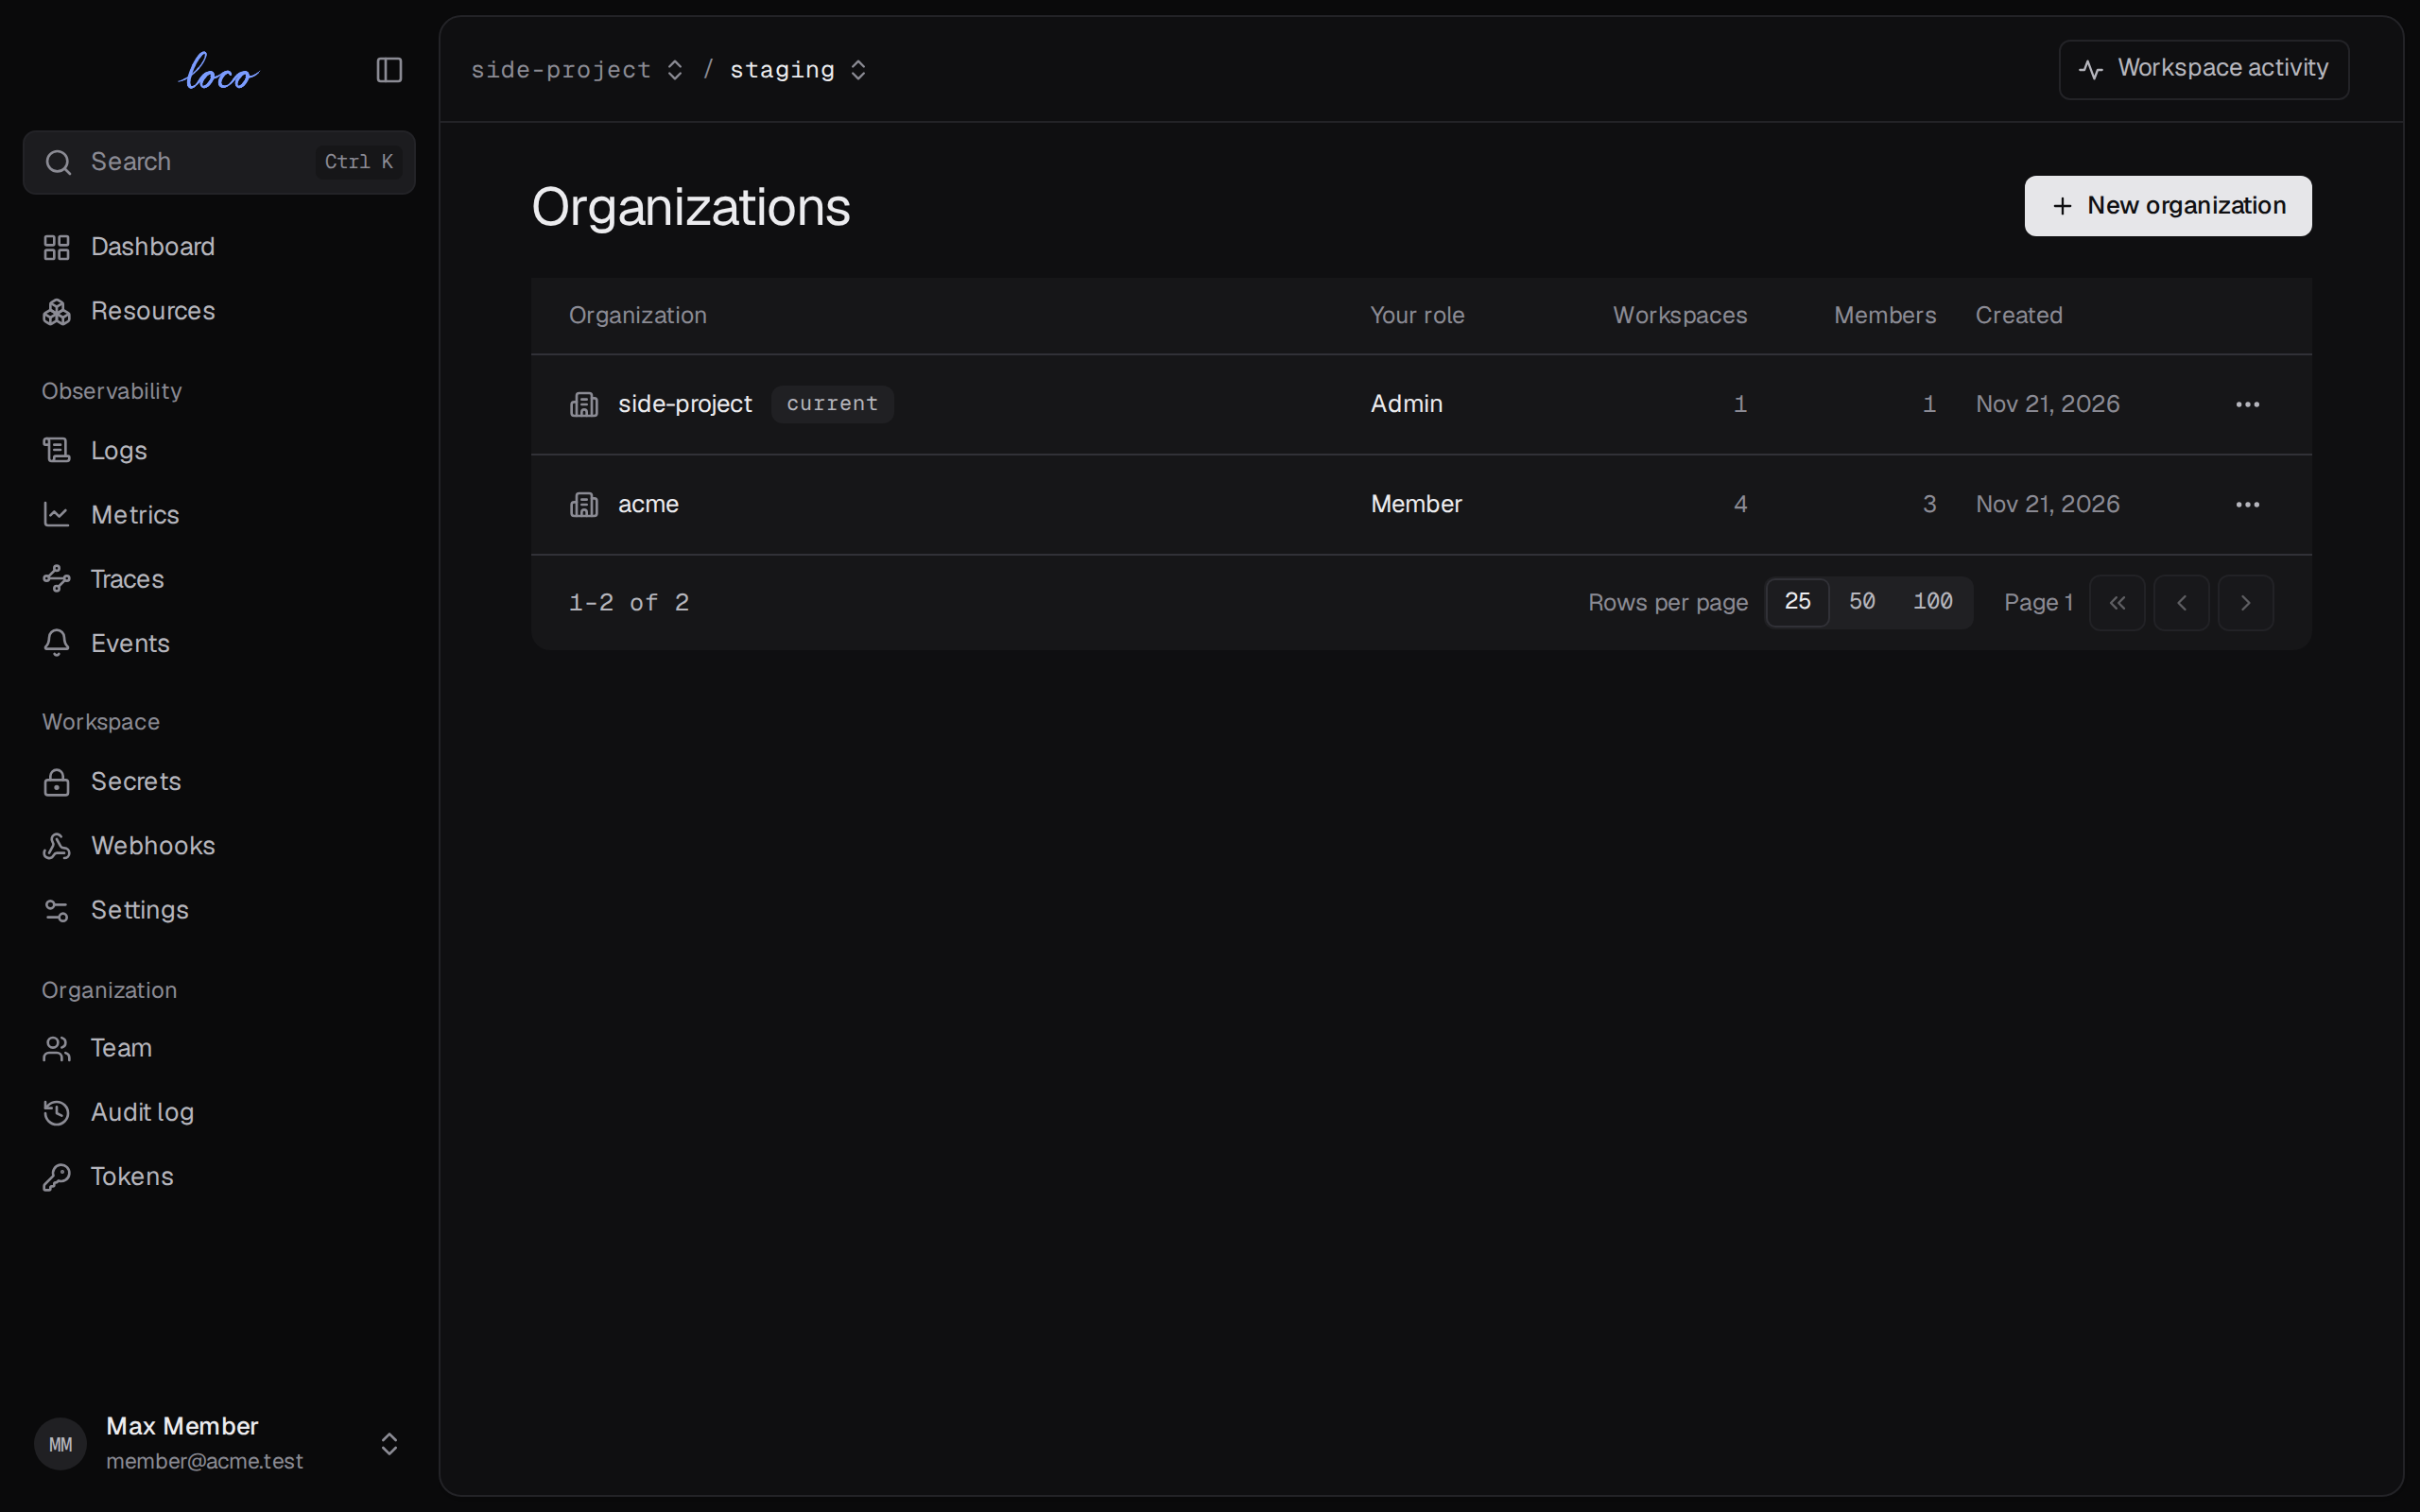 loco
side-project / staging
Workspace activity
Search Ctrl K
Dashboard
Resources
Observability
Logs
Metrics
Traces
Events
Workspace
Secrets
Webhooks
Settings
Organization
Team
Audit log
Tokens
MM
Max Member
member@acme.test
Organizations
New organization
Organization Your role Workspaces Members Created
side-project current Admin 1 1 Nov 21, 2026
acme Member 4 3 Nov 21, 2026
1-2 of 2 Rows per page 25 50 100 Page 1